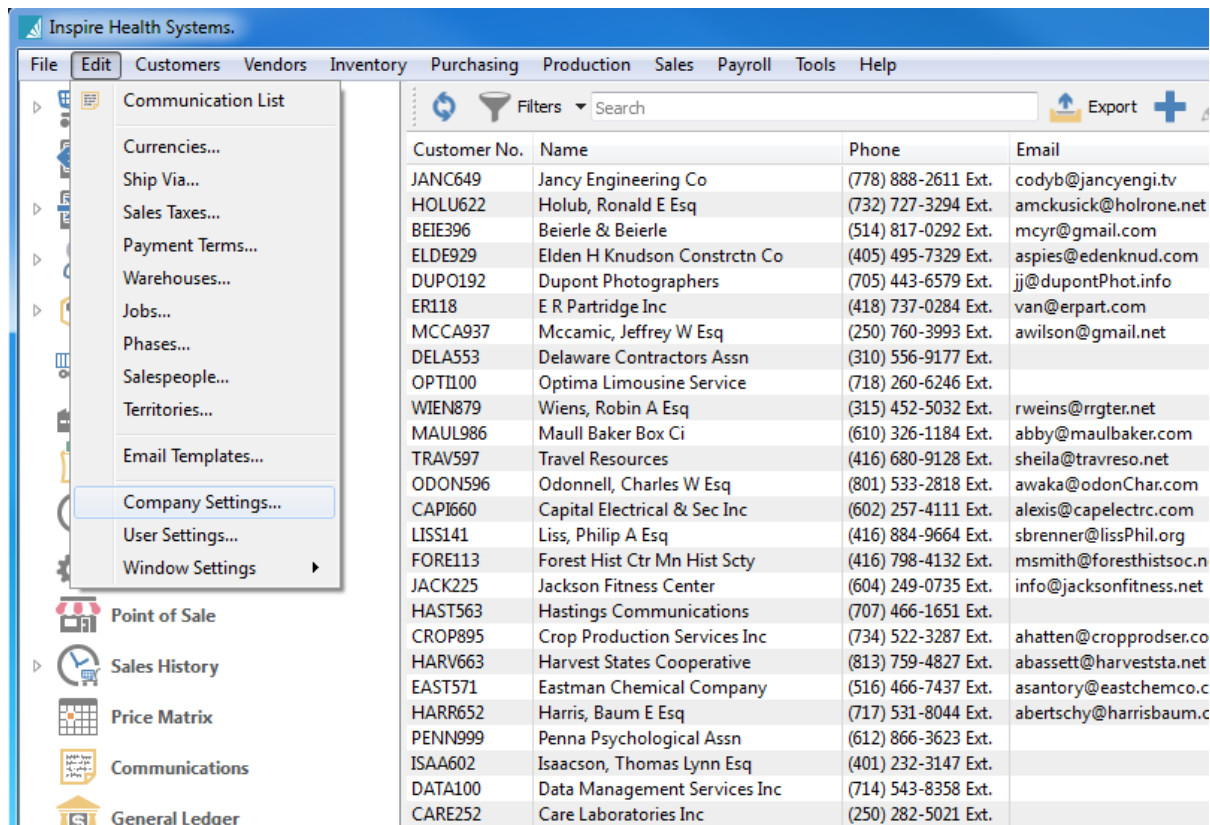 Inspire Health Systems.
File Edit Customers Vendors Inventory Purchasing Production Sales Payroll Tools Help
Communication List
Currencies...
Ship Via...
Sales Taxes...
Payment Terms...
Warehouses...
Jobs...
Phases...
Salespeople...
Territories...
Email Templates...
Company Settings...
User Settings...
Window Settings
Point of Sale
Sales History
Price Matrix
Communications
General Ledger
Filters Search Export
Customer No. Name Phone Email
JANC649 Jancy Engineering Co (778) 888-2611 Ext. codyb@jancyengi.tv
HOLU622 Holub, Ronald E Esq (732) 727-3294 Ext. amckusick@holrone.net
BEIE396 Beierle & Beierle (514) 817-0292 Ext. mcyr@gmail.com
ELDE929 Elden H Knudson Constrctn Co (405) 495-7329 Ext. aspies@edenknud.com
DUPO192 Dupont Photographers (705) 443-6579 Ext. jj@dupontPhot.info
ER118 E R Partridge Inc (418) 737-0284 Ext. van@erpart.com
MCCA937 Mccamic, Jeffrey W Esq (250) 760-3993 Ext. awilson@gmail.net
DELA553 Delaware Contractors Assn (310) 556-9177 Ext.
OPTI100 Optima Limousine Service (718) 260-6246 Ext.
WIEN879 Wiens, Robin A Esq (315) 452-5032 Ext. rweins@rrgter.net
MAUL986 Maull Baker Box Ci (610) 326-1184 Ext. abby@maulbaker.com
TRAV597 Travel Resources (416) 680-9128 Ext. sheila@travreso.net
ODON596 Odonnell, Charles W Esq (801) 533-2818 Ext. awaka@odonChar.com
CAPI660 Capital Electrical & Sec Inc (602) 257-4111 Ext. alexis@capelectrc.com
LISS141 Liss, Philip A Esq (416) 884-9664 Ext. sbrenner@lissPhil.org
FORE113 Forest Hist Ctr Mn Hist Scty (416) 798-4132 Ext. msmith@foresthistsoc.n
JACK225 Jackson Fitness Center (604) 249-0735 Ext. info@jacksonfitness.net
HAST563 Hastings Communications (707) 466-1651 Ext.
CROP895 Crop Production Services Inc (734) 522-3287 Ext. ahatten@cropprodser.co
HARV663 Harvest States Cooperative (813) 759-4827 Ext. abassett@harveststa.net
EAST571 Eastman Chemical Company (516) 466-7437 Ext. asantory@eastchemco.c
HARR652 Harris, Baum E Esq (717) 531-8044 Ext. abertschy@harrisbaum.c
PENN999 Penna Psychological Assn (612) 866-3623 Ext.
ISAA602 Isaacson, Thomas Lynn Esq (401) 232-3147 Ext.
DATA100 Data Management Services Inc (714) 543-8358 Ext.
CARE252 Care Laboratories Inc (250) 282-5021 Ext.